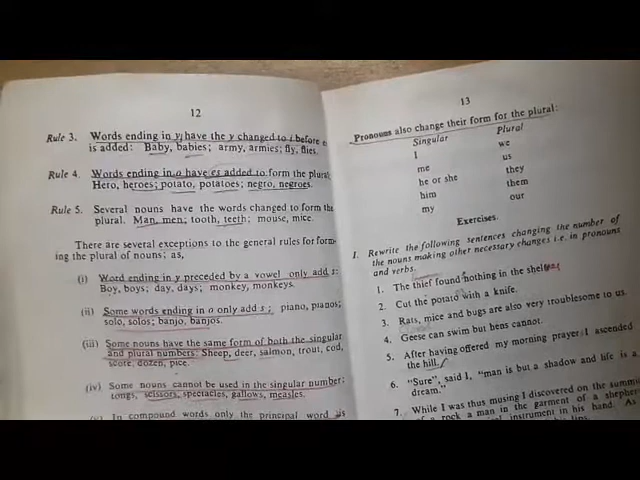 12
Rule 3. Words ending in y, have the y changed to i before e
is added: Baby, babies; army, armies; fly, flies.
Rule 4. Words ending in o have es added to form the plural
Hero, heroes; potato, potatoes; negro, negroes.
Rule 5. Several nouns have the words changed to form the
plural. Man, men; tooth, teeth; mouse, mice.
There are several exceptions to the general rules for form-
ing the plural of nouns; as,
(i) Word ending in y preceded by a vowel only add s:
Boy, boys; day, days; monkey, monkeys.
(ii) Some words ending in o only add s; piano, pianos;
solo, solos; banjo, banjos.
(iii) Some nouns have the same form of both the singular
and plural numbers: Sheep, deer, salmon, trout, cod,
score, dozen, pice.
(iv) Some nouns cannot be used in the singular number:
tongs, scissors, spectacles, gallows, measles.
In compound words only the principal word is
13
Pronouns also change their form for the plural:
Singular Plural
I we
me us
he or she they
him them
my our
Exercises.
1. Rewrite the following sentences changing the number of
the nouns making other necessary changes i.e. in pronouns
and verbs.
1. The thief found nothing in the
2. Cut the potato with a knife.
3. Rats, mice and bugs are also very troublesome to us.
4. Geese can swim but hens cannot.
5. After having offered my morning prayer I ascended
the hill.
6. "Sure", said I, "man is but a shadow and life is a
dream."
7. While I was thus musing I discovered on the summi
of a rock a man in the garment of a shepher
instrument in his hand. As
lips